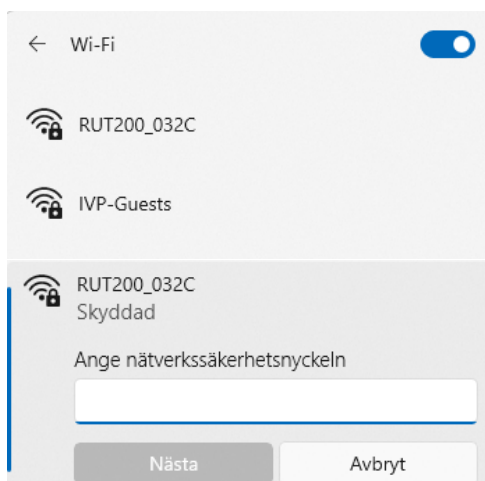 Wi-Fi
RUT200_032C
IVP-Guests
RUT200_032C
Skyddad
Ange nätverkssäkerhetsnyckeln
Nästa
Avbryt